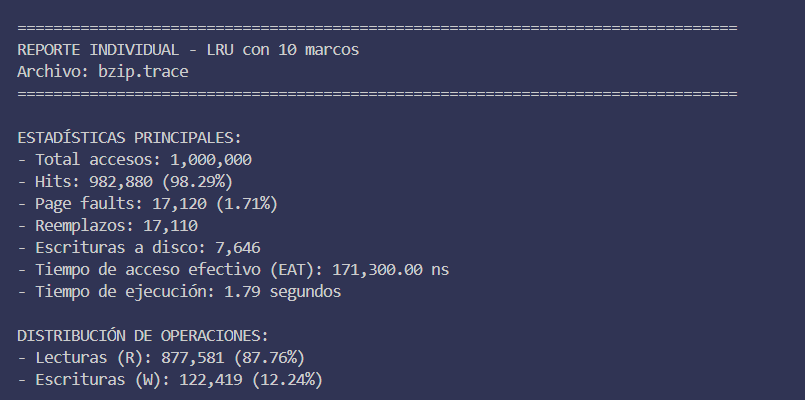 ================================================================================
REPORTE INDIVIDUAL - LRU con 10 marcos
Archivo: bzip.trace
================================================================================
ESTADÍSTICAS PRINCIPALES:
- Total accesos: 1,000,000
- Hits: 982,880 (98.29%)
- Page faults: 17,120 (1.71%)
- Reemplazos: 17,110
- Escrituras a disco: 7,646
- Tiempo de acceso efectivo (EAT): 171,300.00 ns
- Tiempo de ejecución: 1.79 segundos
DISTRIBUCIÓN DE OPERACIONES:
- Lecturas (R): 877,581 (87.76%)
- Escrituras (W): 122,419 (12.24%)